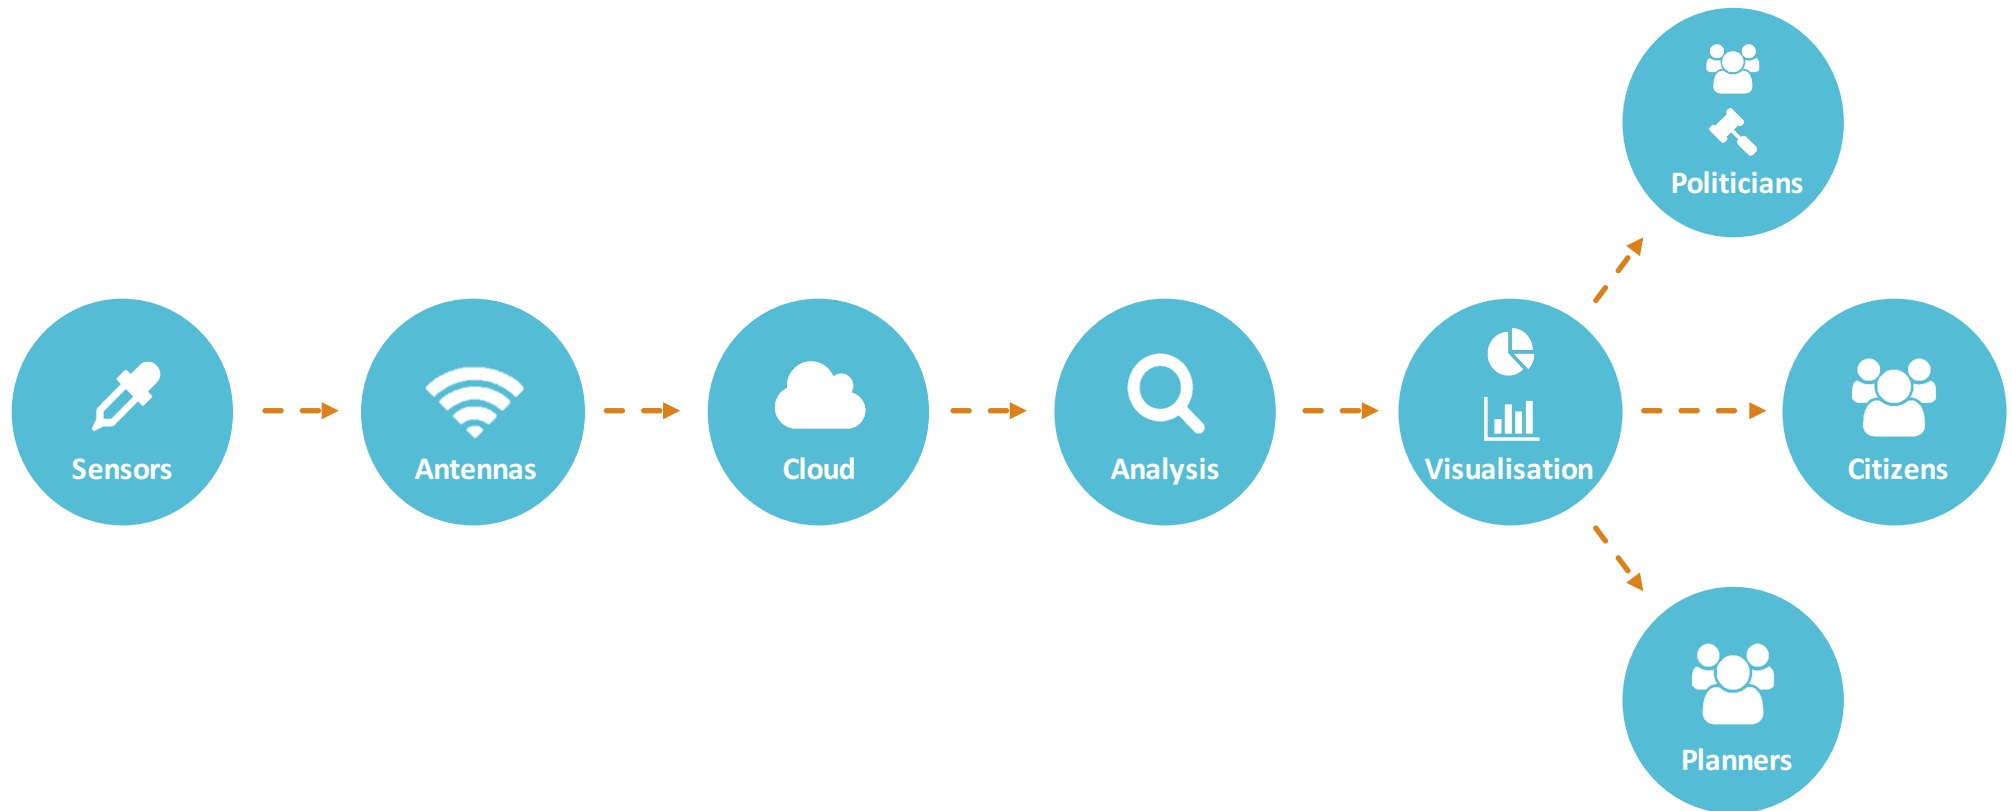 Politicians
Sensors
Antennas
Cloud
Analysis
Visualisation
Citizens
Planners